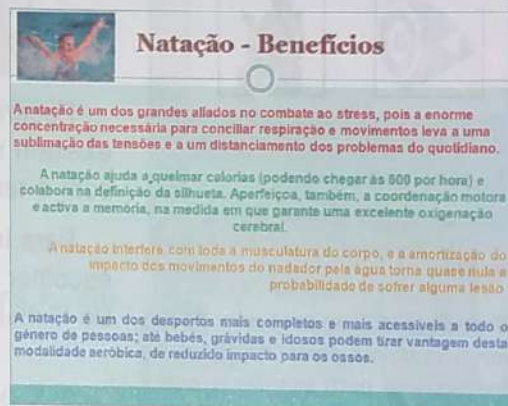 Natação - Benefícios
A natação é um dos grandes aliados no combate ao stress, pois a enorme
concentração necessária para conciliar respiração e movimentos leva a uma
sublimação das tensões e a um distanciamento dos problemas do quotidiano.
A natação ajuda a queimar calorias (podendo chegar às 600 por hora) e
colabora na definição da silhueta. Aperfeiçoa, também, a coordenação motora
e activa a memória, na medida em que garante uma excelente oxigenação
cerebral.
A natação interfere com toda a musculatura do corpo, e a amortização do
impacto dos movimentos do nadador pela água torna quase nula a
probabilidade de sofrer alguma lesão
A natação é um dos desportos mais completos e mais acessíveis a todo o
género de pessoas; até bebés, grávidas e idosos podem tirar vantagem desta
modalidade aeróbica, de reduzido impacto para os ossos.